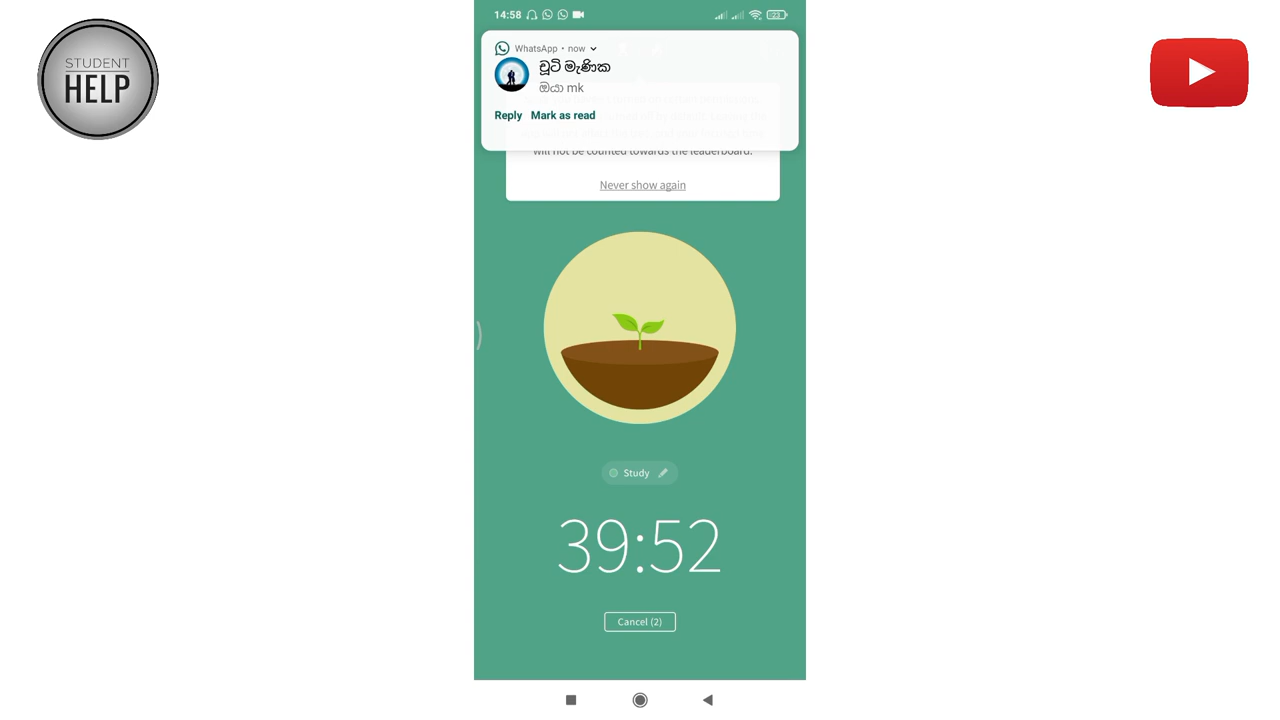 STUDENT
HELP
14:58
23
WhatsApp • now
චූටි මැණික
ඔයා mk
Reply Mark as read
will not be counted towards the leaderboard.
Never show again
Study
39:52
Cancel (2)